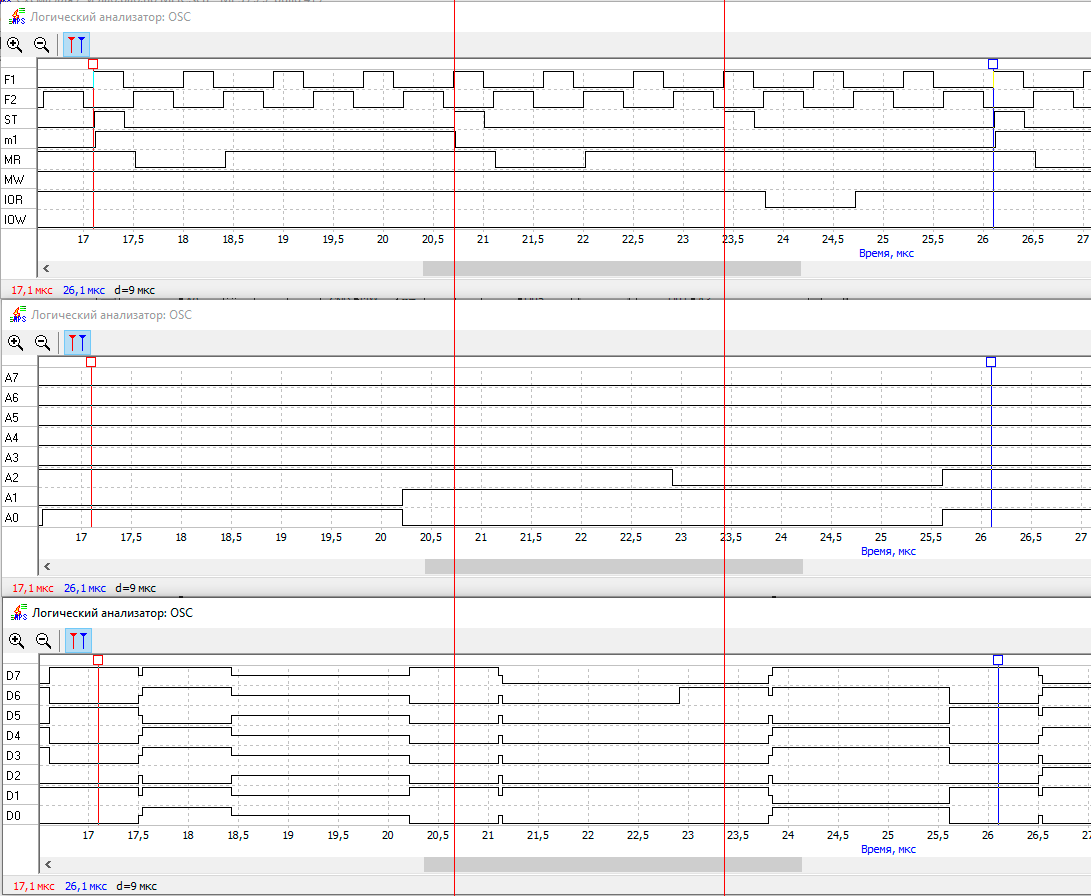 Логический анализатор: OSC
F1
F2
ST
m1
MR
MW
IOR
IOW
17 17,5 18 18,5 19 19,5 20 20,5 21 21,5 22 22,5 23 23,5 24 24,5 25 25,5 26 26,5 27
Время, мкс
17,1 мкс 26,1 мкс d=9 мкс
Логический анализатор: OSC
A7
A6
A5
A4
A3
A2
A1
A0
17 17,5 18 18,5 19 19,5 20 20,5 21 21,5 22 22,5 23 23,5 24 24,5 25 25,5 26 26,5 27
Время, мкс
17,1 мкс 26,1 мкс d=9 мкс
Логический анализатор: OSC
D7
D6
D5
D4
D3
D2
D1
D0
17 17,5 18 18,5 19 19,5 20 20,5 21 21,5 22 22,5 23 23,5 24 24,5 25 25,5 26 26,5 27
Время, мкс
17,1 мкс 26,1 мкс d=9 мкс